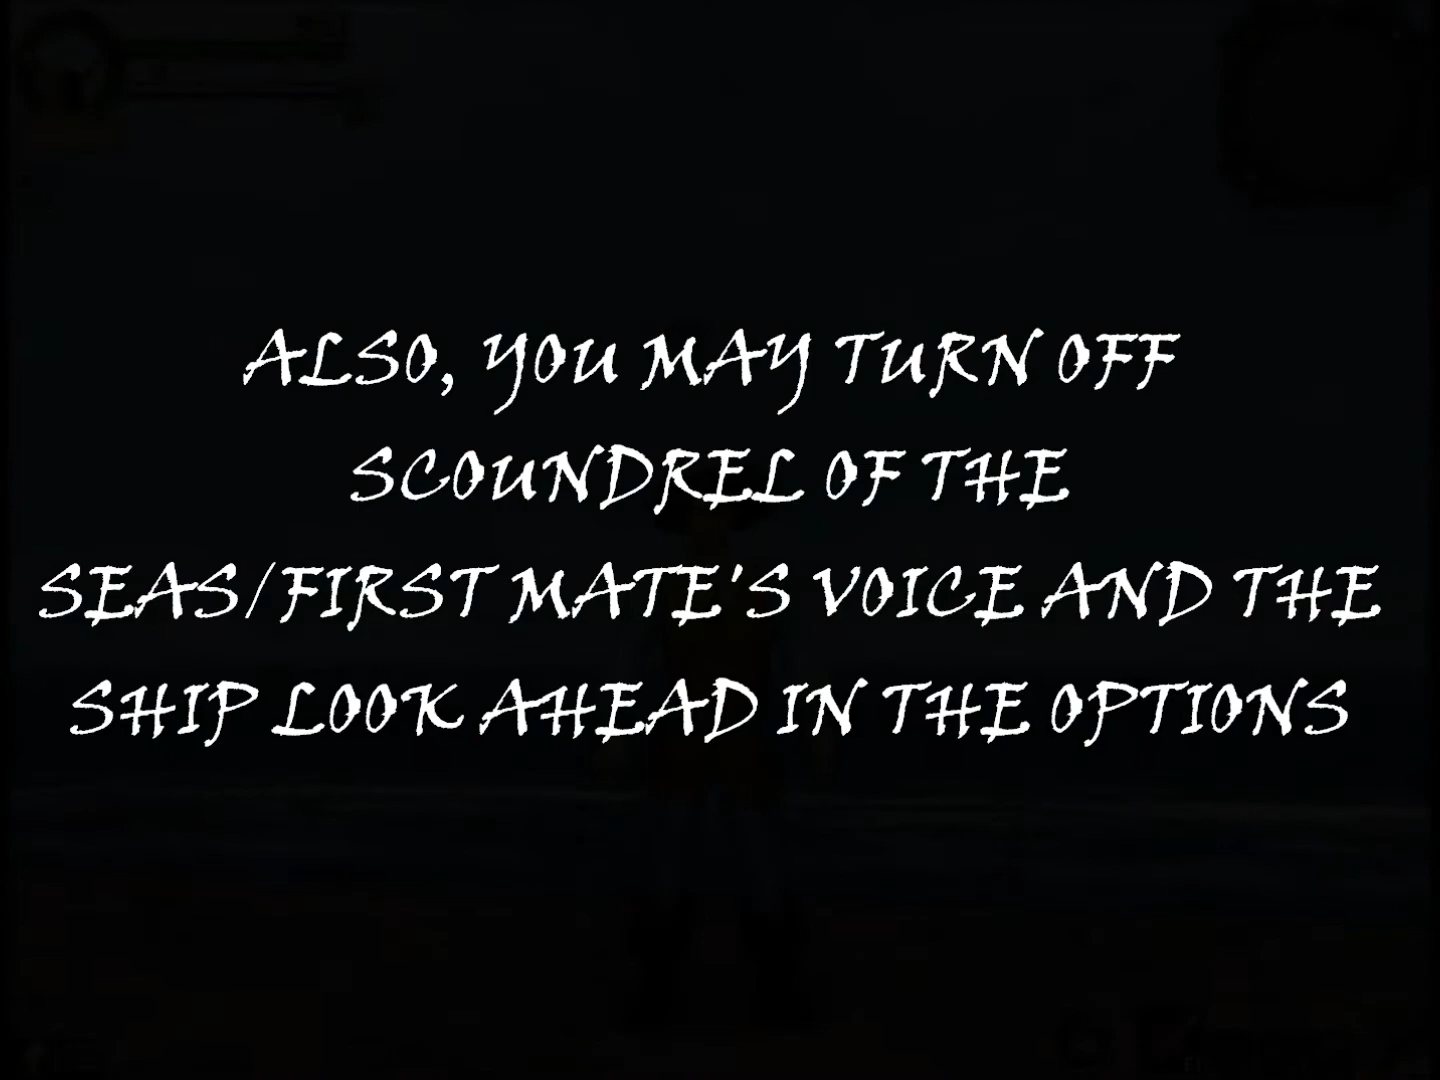 ALSO, YOU MAY TURN OFF
SCOUNDREL OF THE
SEAS/FIRST MATE'S VOICE AND THE
SHIP LOOK AHEAD IN THE OPTIONS